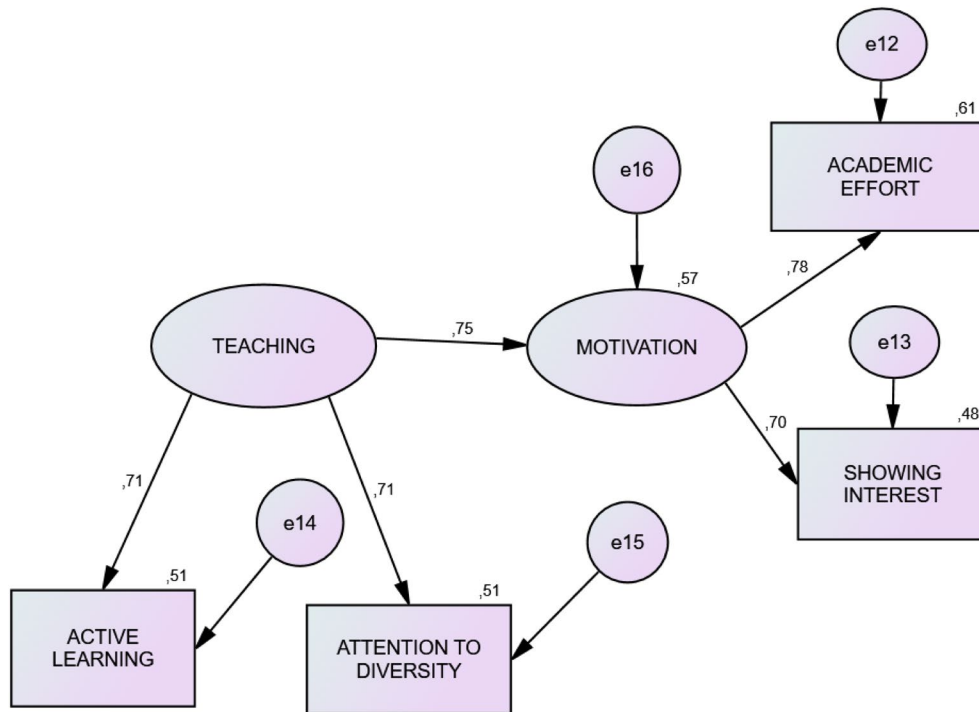 e12
,61
ACADEMIC
EFFORT
e16
,78
,57
TEACHING
,75
MOTIVATION
e13
,70
,48
SHOWING
INTEREST
,71
,71
e14
e15
,51
ACTIVE
LEARNING
,51
ATTENTION TO
DIVERSITY